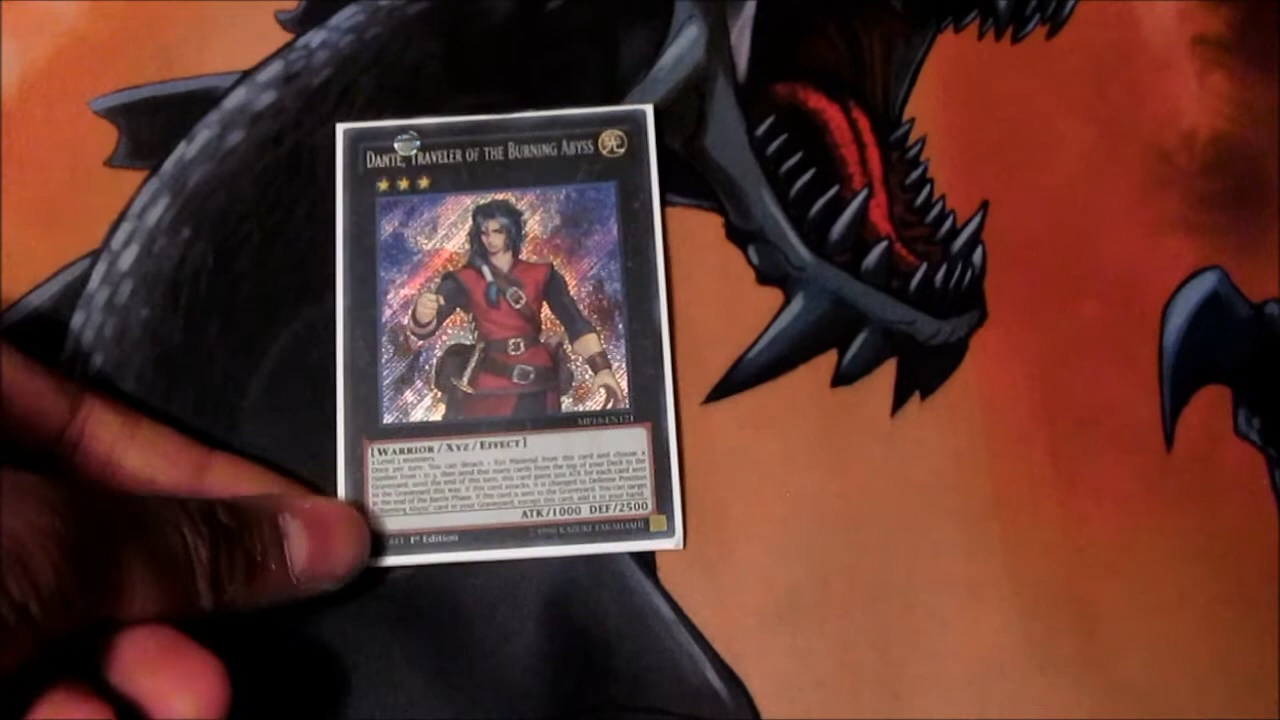 DANTE, TRAVELER OF THE BURNING ABYSS
MP15-EN121
[WARRIOR/XYZ/EFFECT]
2 Level 3 monsters
Once per turn: You can detach 1 Xyz Material from this card and choose a
number from 1 to 3, then send that many cards from the top of your Deck to the
Graveyard, until the end of this turn, this card gains 500 ATK for each card sent
to the Graveyard this way. If this card attacks, it is changed to Defense Position
at the end of the Battle Phase. If this card is sent to the Graveyard: You can target
"Burning Abyss" card in your Graveyard, except this card; add it to your hand.
ATK/1000 DEF/2500
1st Edition
©1996 KAZUKI TAKAHASHI